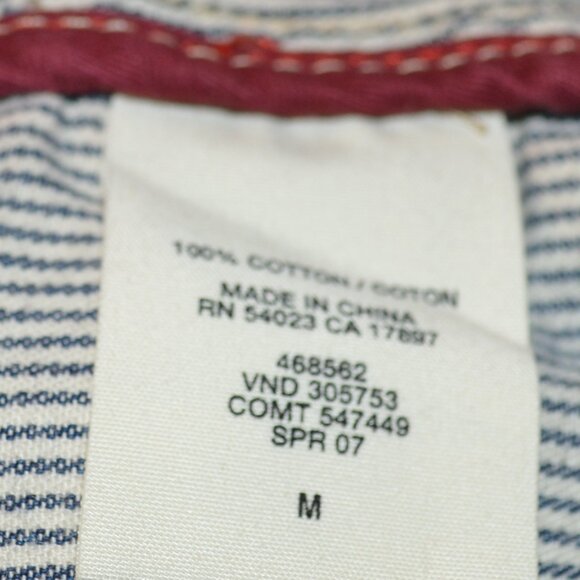 100% COTTON / COTON
MADE IN CHINA
RN 54023 CA 17897
468562
VND 305753
COMT 547449
SPR 07
M